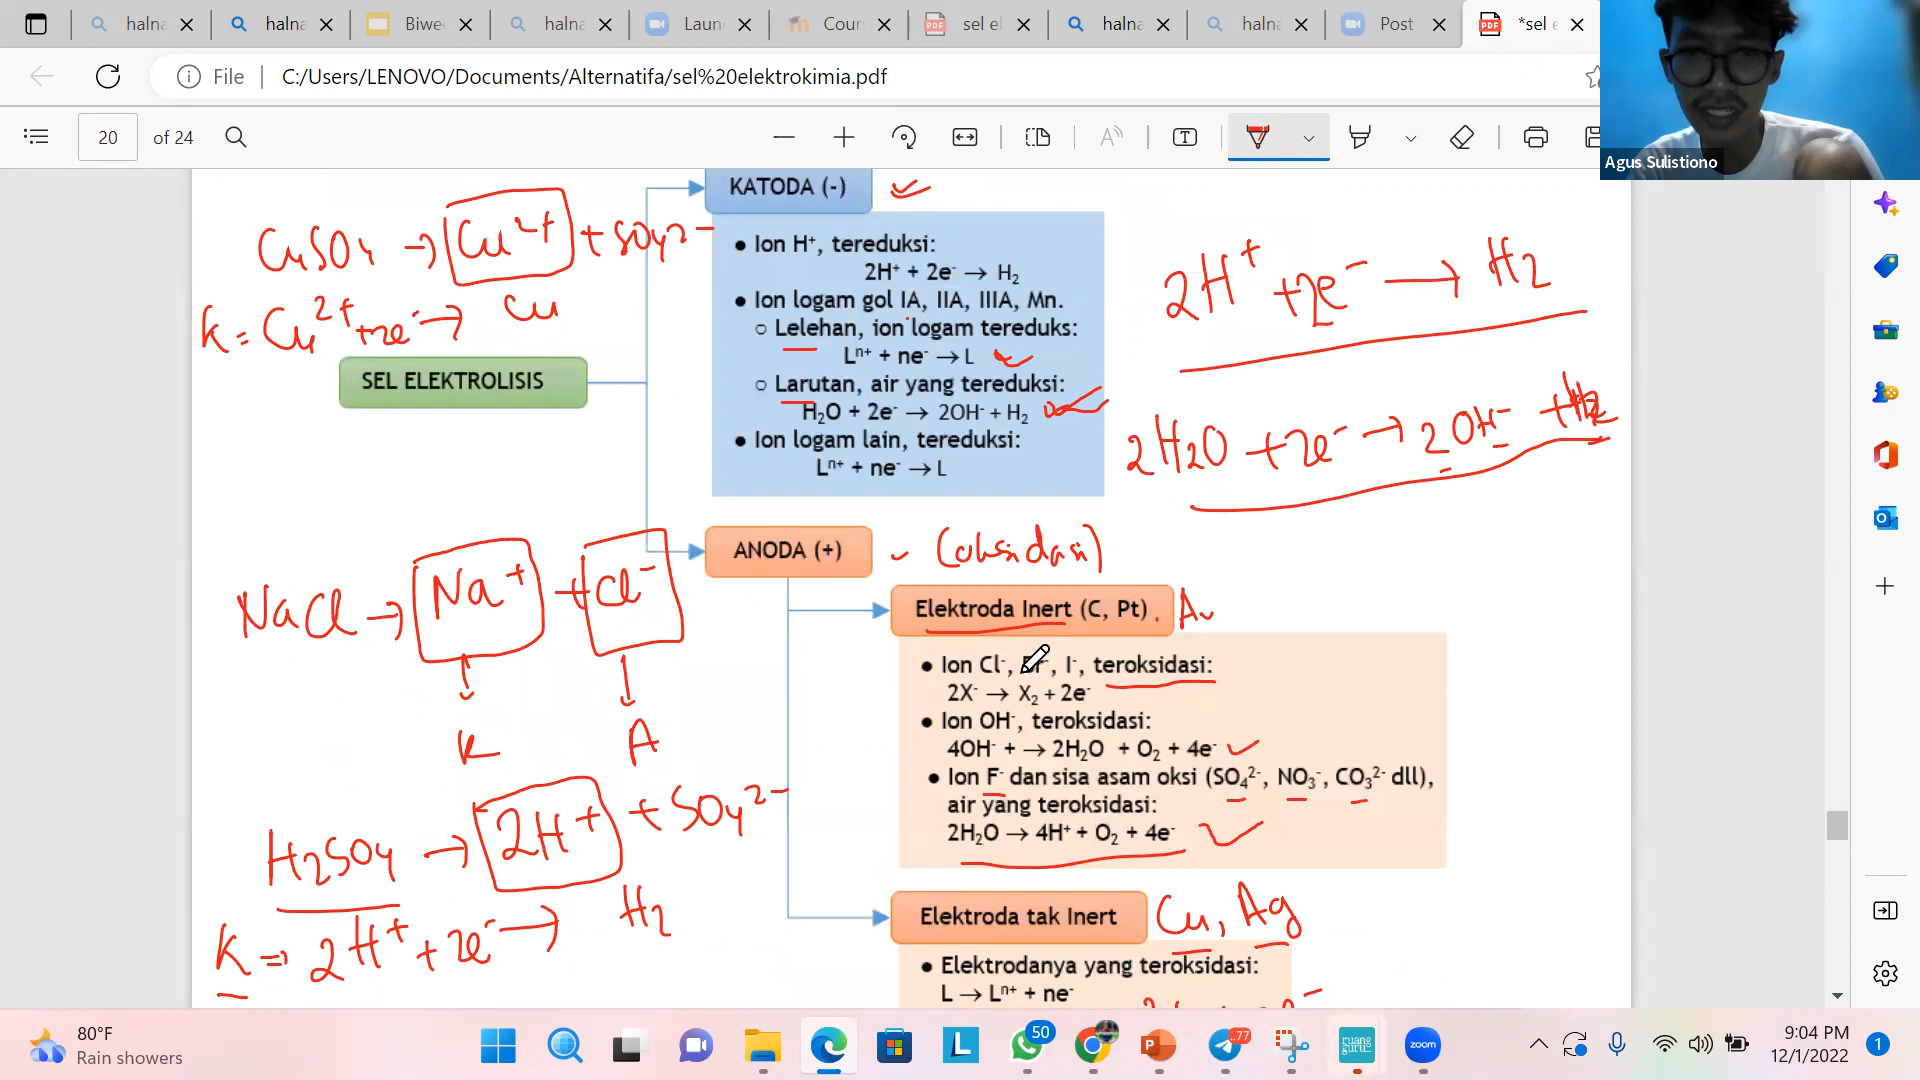 halna
halna
Biwe
halna
Laun
Cour
sel el
halna
halna
Post
*sel e
File
C:/Users/LENOVO/Documents/Alternatifa/sel%20elektrokimia.pdf
20 of 24
Agus Sulistiono
KATODA (-)
CuSO4 → Cu²⁺ + SO4²⁻
K = Cu²⁺ + 2e⁻ → Cu
SEL ELEKTROLISIS
● Ion H⁺, tereduksi:
2H⁺ + 2e⁻ → H₂
● Ion logam gol IA, IIA, IIIA, Mn.
○ Lelehan, ion logam tereduks:
Lⁿ⁺ + ne⁻ → L
○ Larutan, air yang tereduksi:
H₂O + 2e⁻ → 2OH⁻ + H₂
● Ion logam lain, tereduksi:
Lⁿ⁺ + ne⁻ → L
2H⁺ + 2e⁻ → H2
2H2O + 2e⁻ → 2OH⁻ + H2
ANODA (+)
(oksidasi)
NaCl → Na⁺ + Cl⁻
K
A
H2SO4 → 2H⁺ + SO4²⁻
K => 2H⁺ + 2e⁻ → H2
Elektroda Inert (C, Pt)
, Au
● Ion Cl⁻, Br⁻, I⁻, teroksidasi:
2X⁻ → X₂ + 2e⁻
● Ion OH⁻, teroksidasi:
4OH⁻ + → 2H₂O + O₂ + 4e⁻
● Ion F⁻ dan sisa asam oksi (SO₄²⁻, NO₃⁻, CO₃²⁻ dll),
air yang teroksidasi:
2H₂O → 4H⁺ + O₂ + 4e⁻
Elektroda tak Inert
Cu, Ag
● Elektrodanya yang teroksidasi:
L → Lⁿ⁺ + ne⁻
80°F
Rain showers
50
77
ruang
guru
zoom
9:04 PM
12/1/2022
1